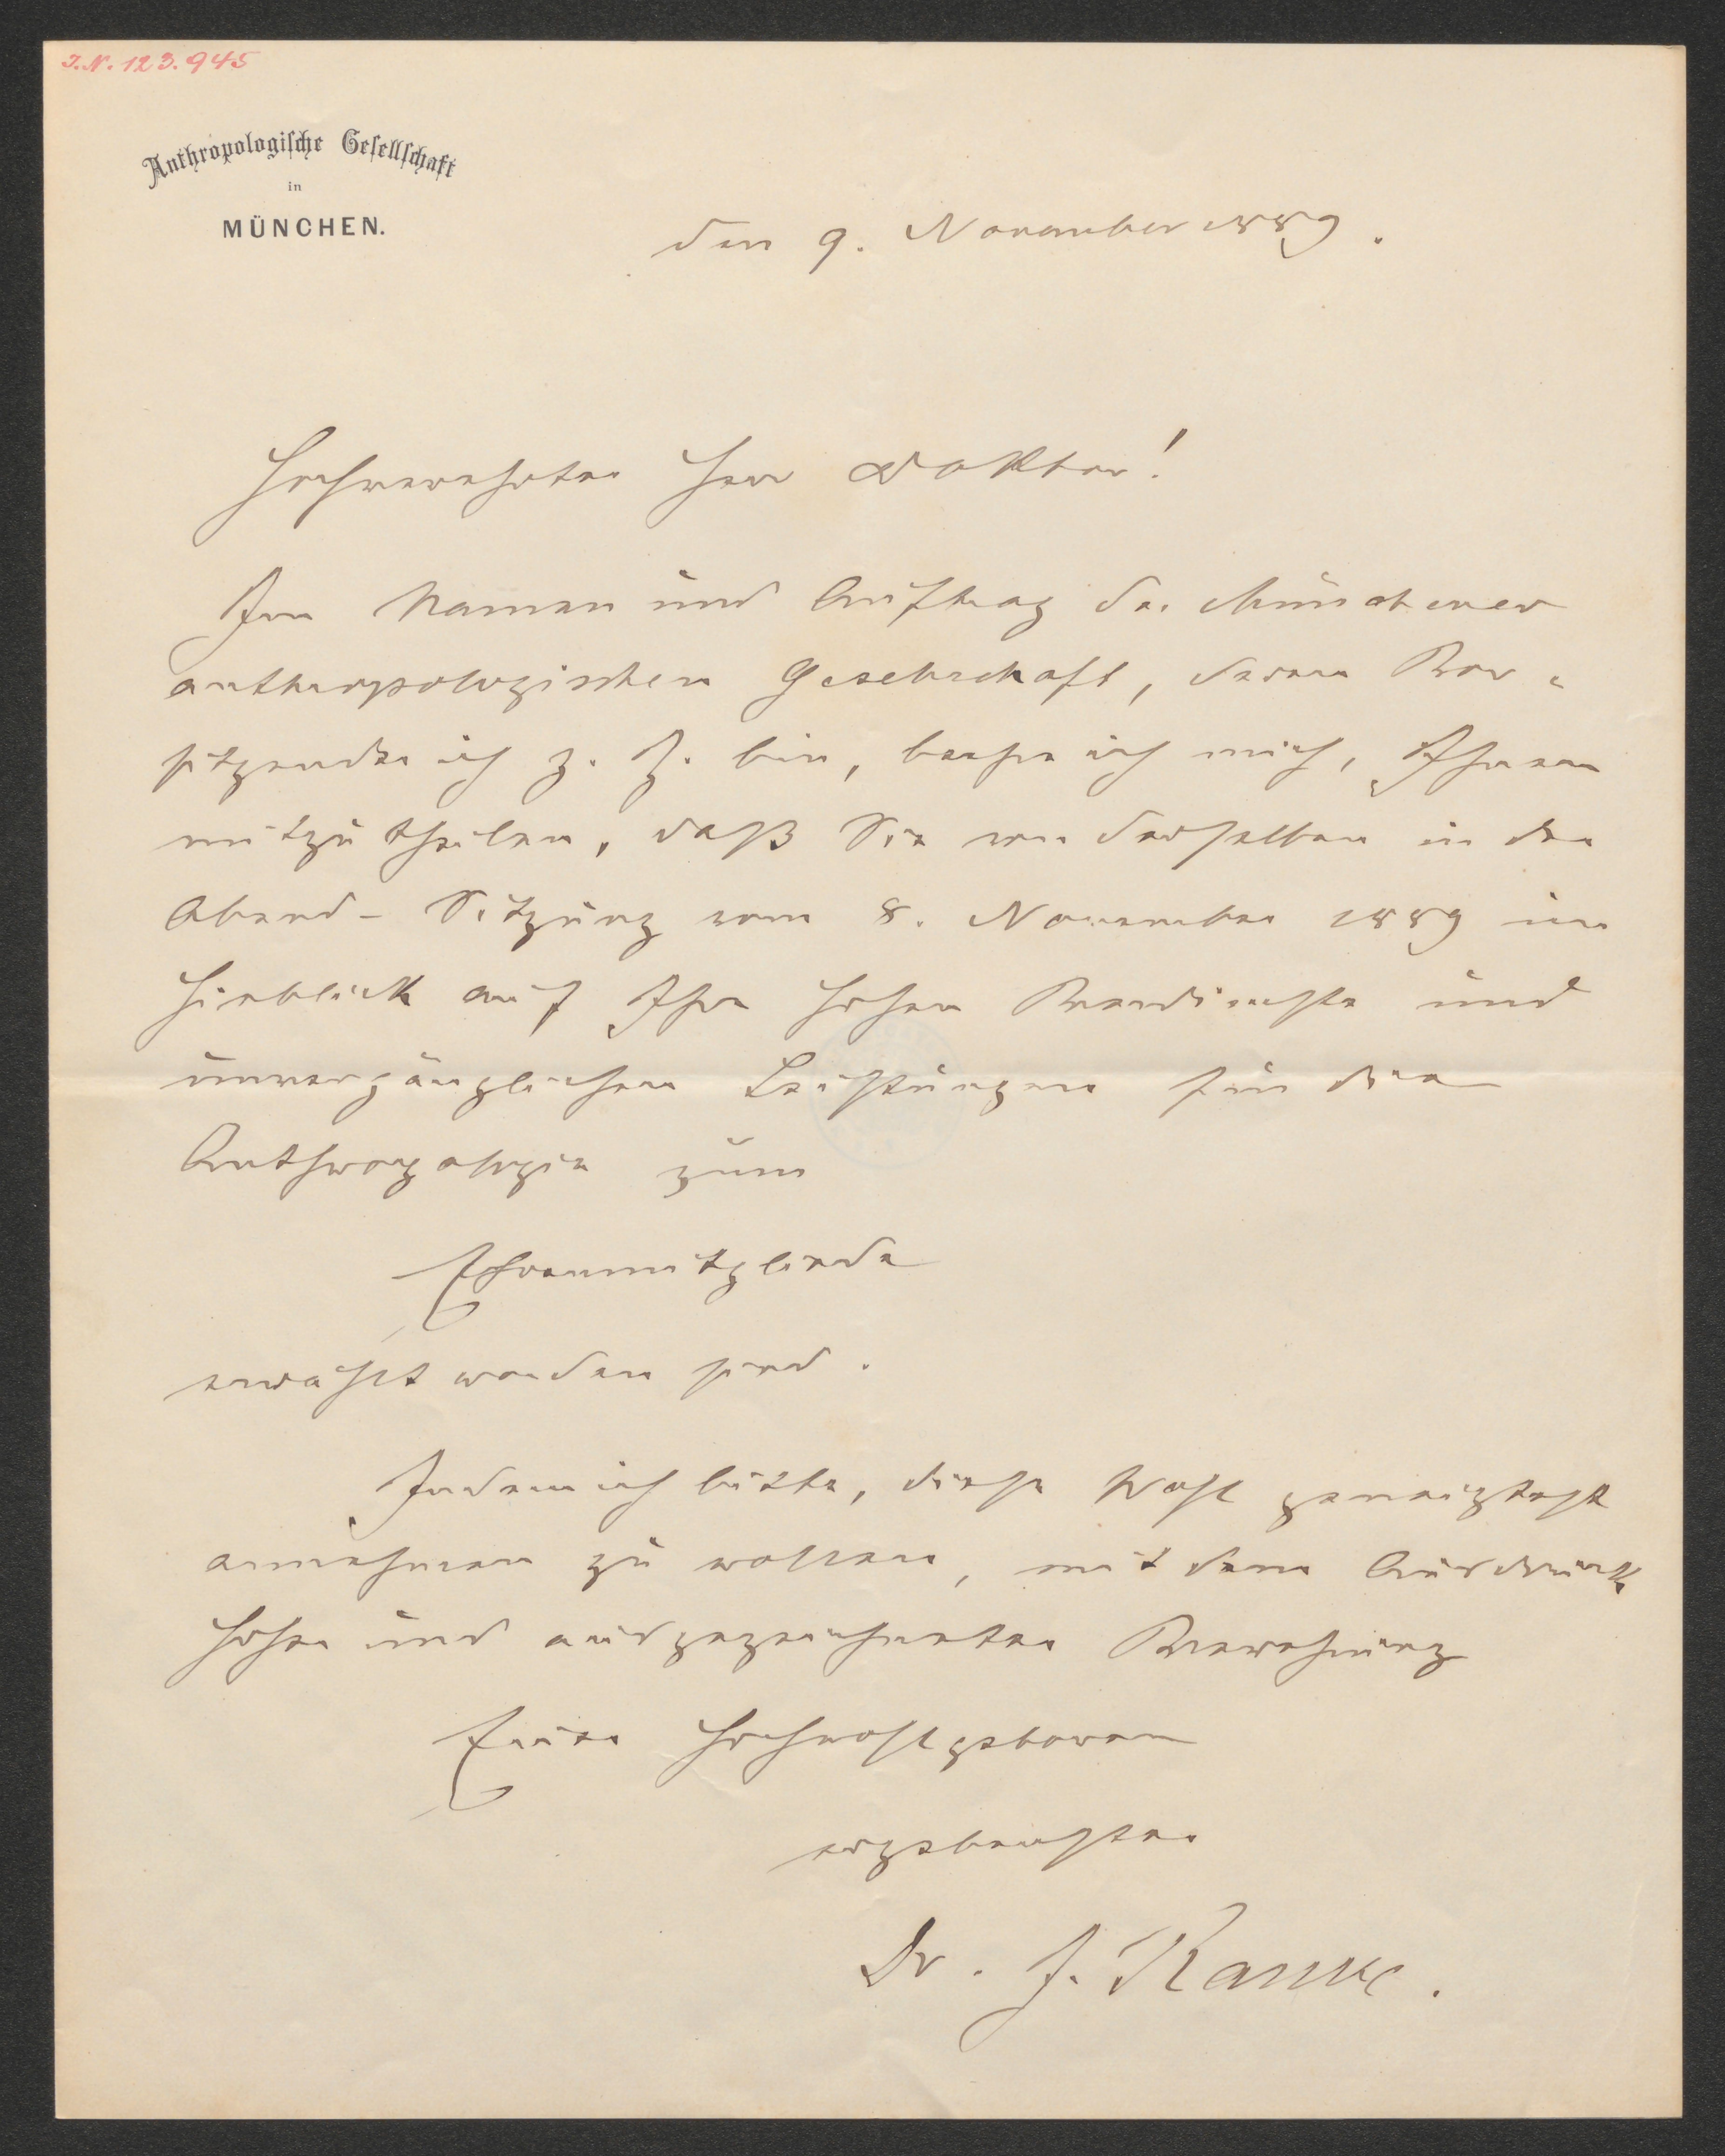 I.N. 123.945
Anthropologische Gesellschaft
in
MÜNCHEN.
den 9. November 1889.
Hochverehrter Herr Doktor!
Im Namen und Auftrag der Münchener
anthropologischen Gesellschaft, deren Vor-
sitzender ich z. Z. bin, beehre ich mich, Ihnen
mitzutheilen, daß Sie von derselben in der
Abend-Sitzung vom 8. November 1889 im
Hinblick auf Ihre hohen Verdienste und
unvergänglichen Leistungen für die
Anthropologie zum
Ehrenmitgliede
erwählt worden sind.
Indem ich bitte, diese Wahl geneigtest
annehmen zu wollen, mit dem Ausdruck
hoher und ausgezeichneter Verehrung
Euer Hochwohlgeboren
ergebenster
Dr. J. Ranke.